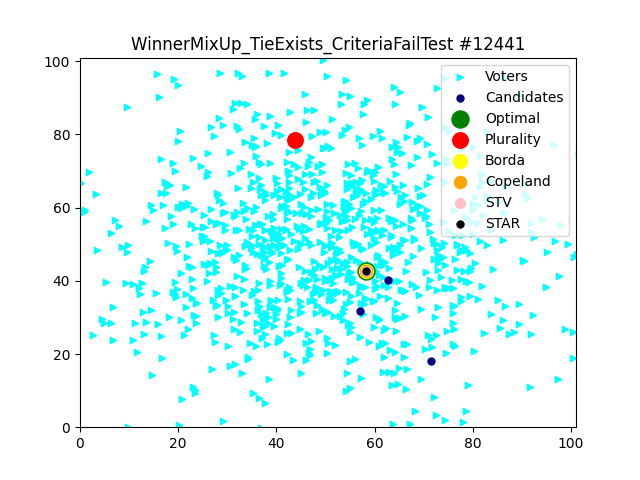 WinnerMixUp_TieExists_CriteriaFailTest #12441
Voters
Candidates
Optimal
Plurality
Borda
Copeland
STV
STAR
100
80
60
40
20
0
0 20 40 60 80 100